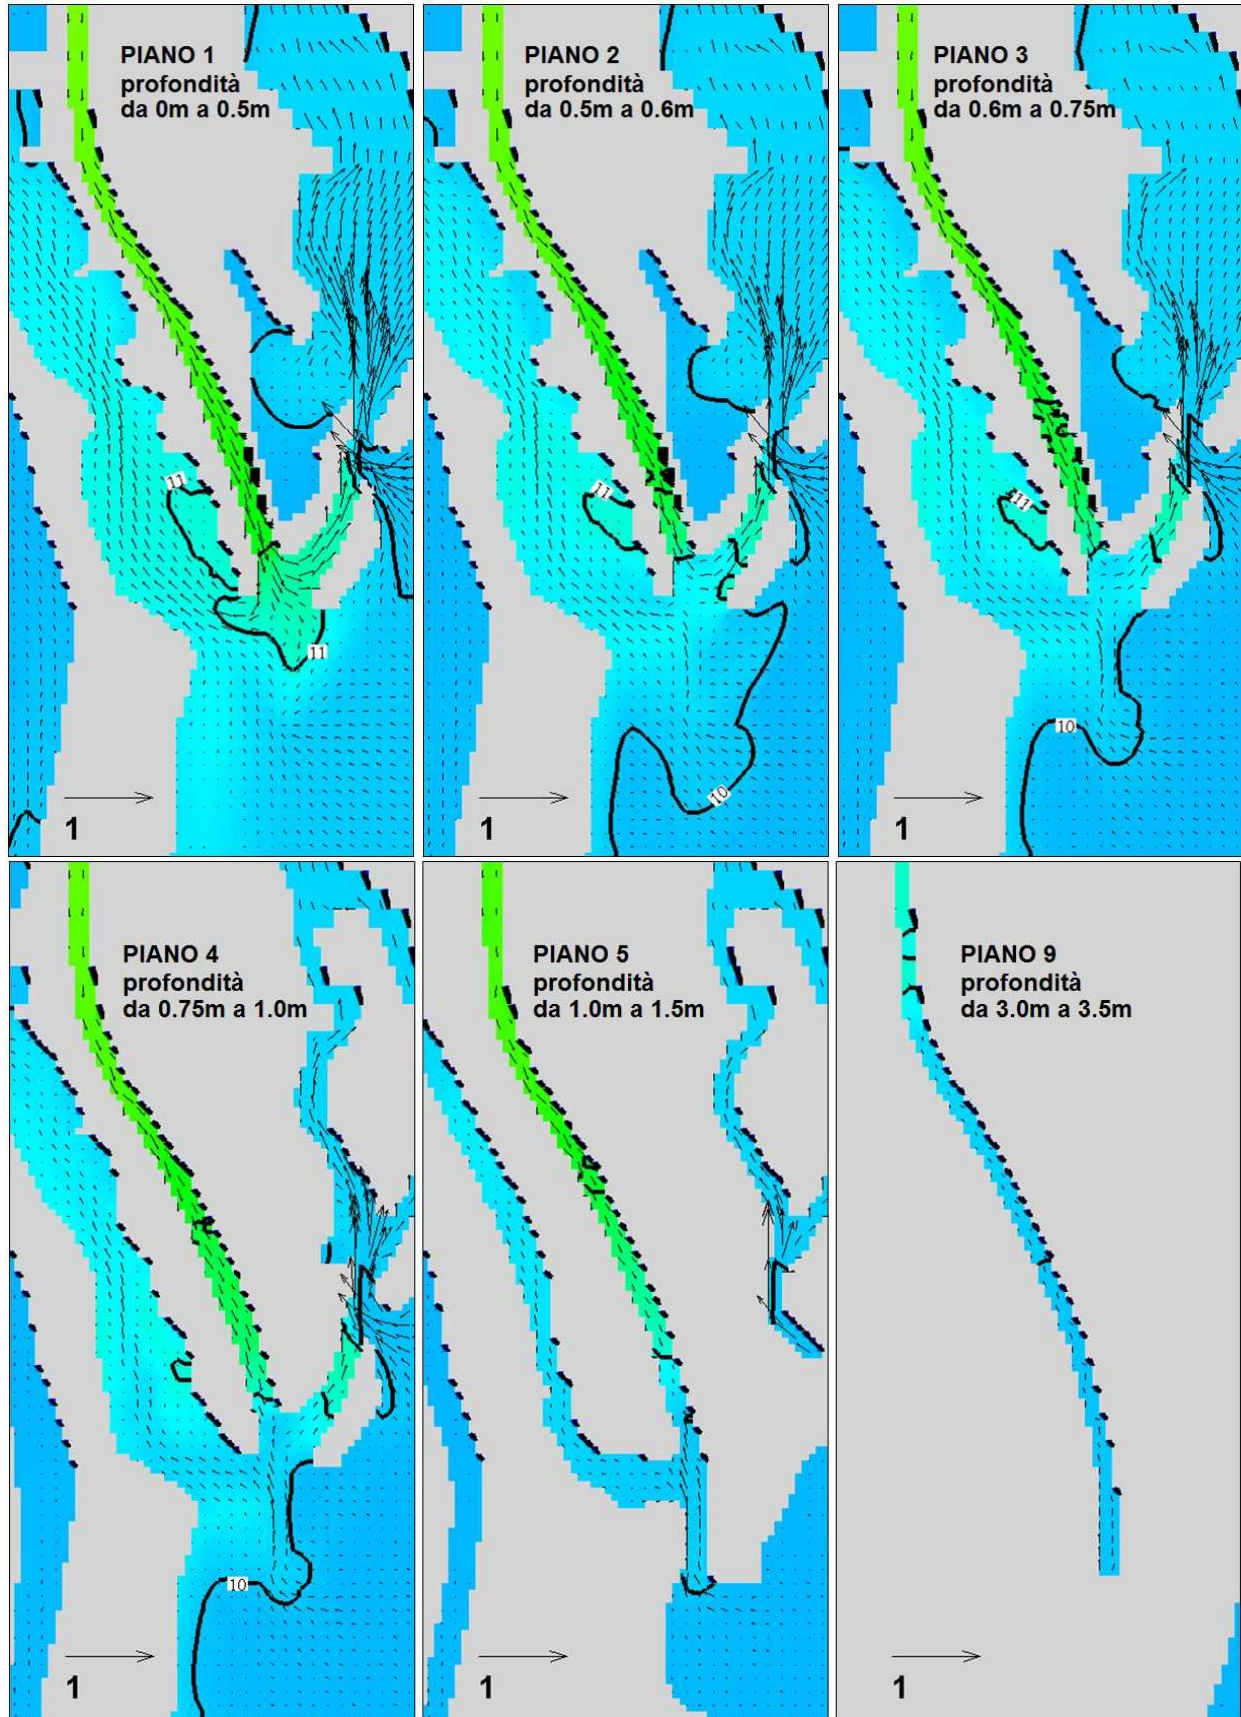 PIANO 1
profondità
da 0m a 0.5m
11
11
1
PIANO 2
profondità
da 0.5m a 0.6m
11
10
1
PIANO 3
profondità
da 0.6m a 0.75m
11
10
1
PIANO 4
profondità
da 0.75m a 1.0m
10
1
PIANO 5
profondità
da 1.0m a 1.5m
1
PIANO 9
profondità
da 3.0m a 3.5m
1